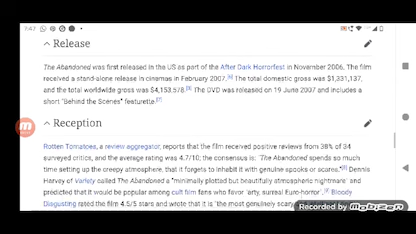 7:47
Release
The Abandoned was first released in the US as part of the After Dark Horrorfest in November 2006. The film
received a stand-alone release in cinemas in February 2007.[6] The total domestic gross was $1,331,137,
and the total worldwide gross was $4,153,578.[5] The DVD was released on 19 June 2007 and includes a
short "Behind the Scenes" featurette.[7]
Reception
Rotten Tomatoes, a review aggregator, reports that the film received positive reviews from 38% of 34
surveyed critics, and the average rating was 4.7/10; the consensus is: "The Abandoned spends so much
time setting up the creepy atmosphere, that it forgets to inhabit it with genuine spooks or scares."[8] Dennis
Harvey of Variety called The Abandoned a "minimally plotted but beautifully atmospheric nightmare" and
predicted that it would be popular among cult film fans who favor "arty, surreal Euro-horror".[9] Bloody
Disgusting rated the film 4.5/5 stars and wrote that it is "the most genuinely scary
Recorded by Mobizen